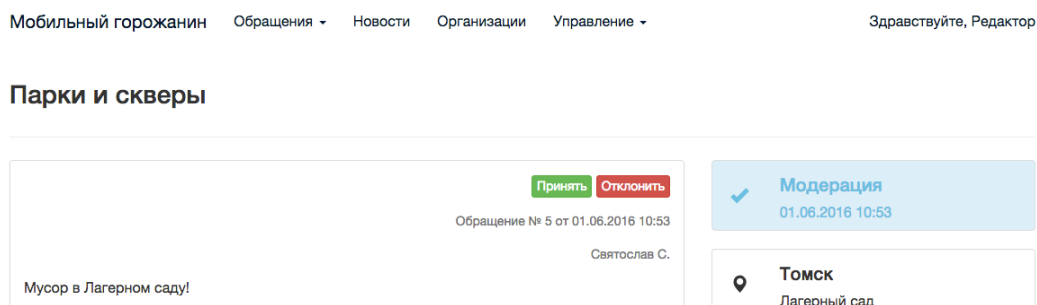 Мобильный горожанин Обращения Новости Организации Управление Здравствуйте, Редактор
Парки и скверы
Принять Отклонить
Обращение № 5 от 01.06.2016 10:53
Святослав С.
Мусор в Лагерном саду!
Модерация
01.06.2016 10:53
Томск
Лагерный сад